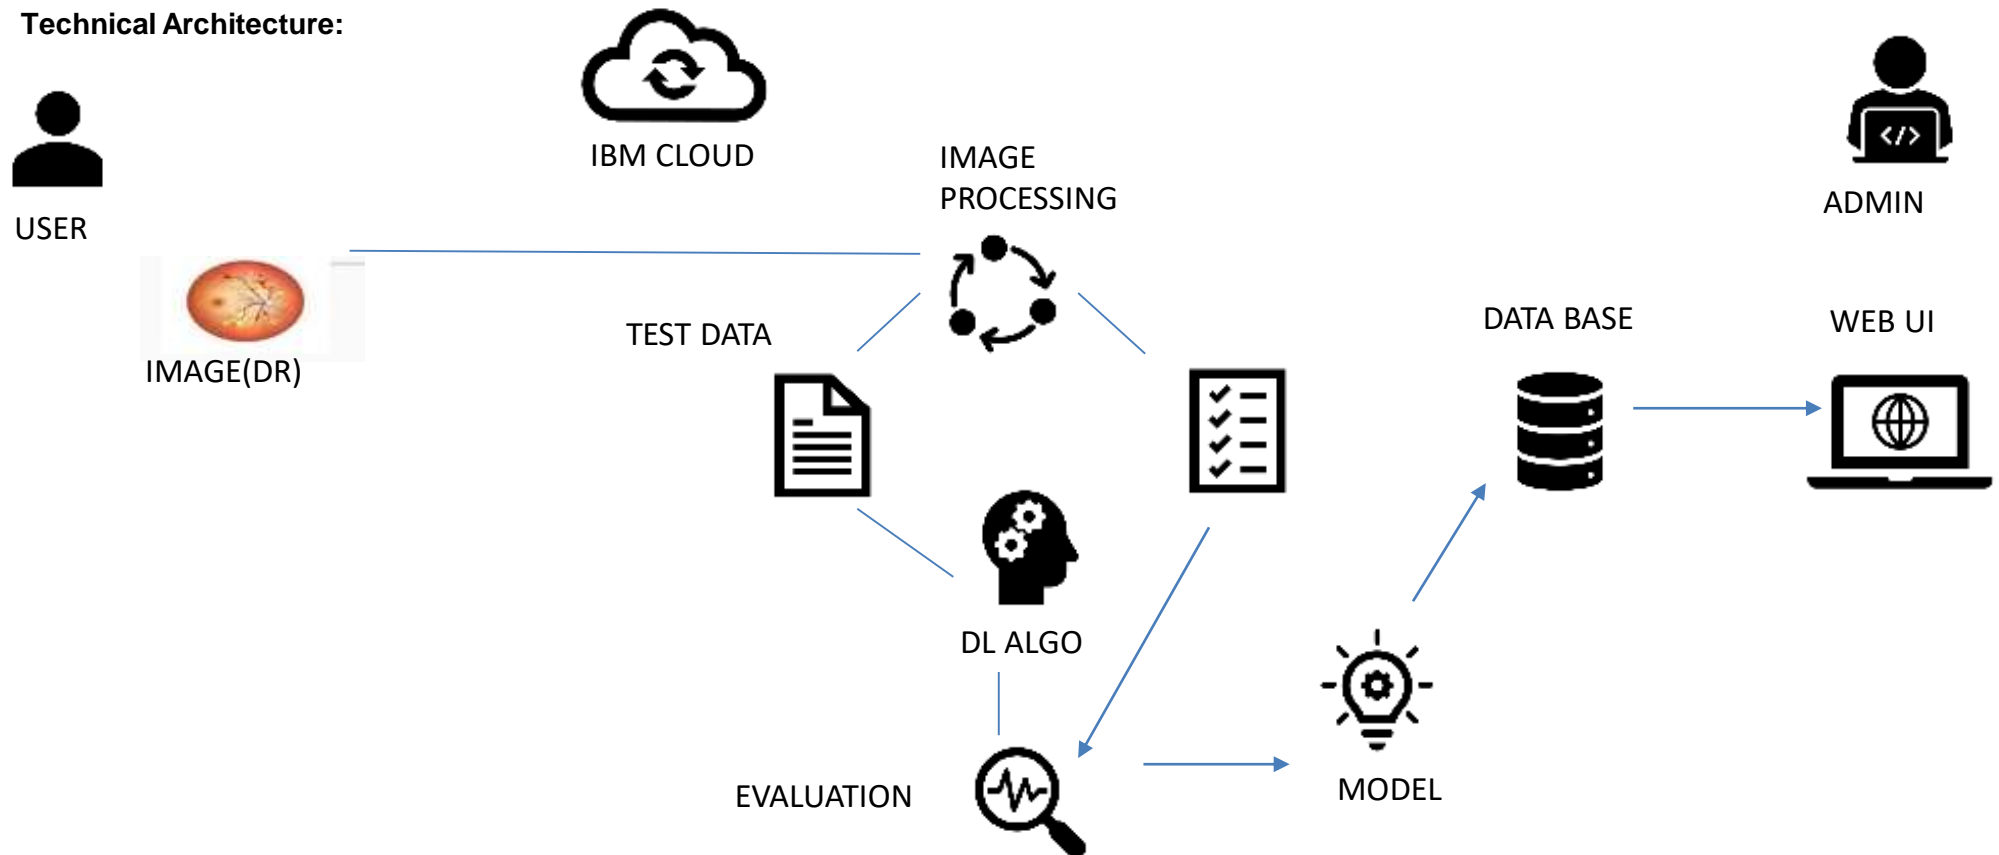 Technical Architecture:
IBM CLOUD
IMAGE
PROCESSING
ADMIN
USER
TEST DATA
DATA BASE
WEB UI
IMAGE(DR)
</>
DL ALGO
EVALUATION
MODEL